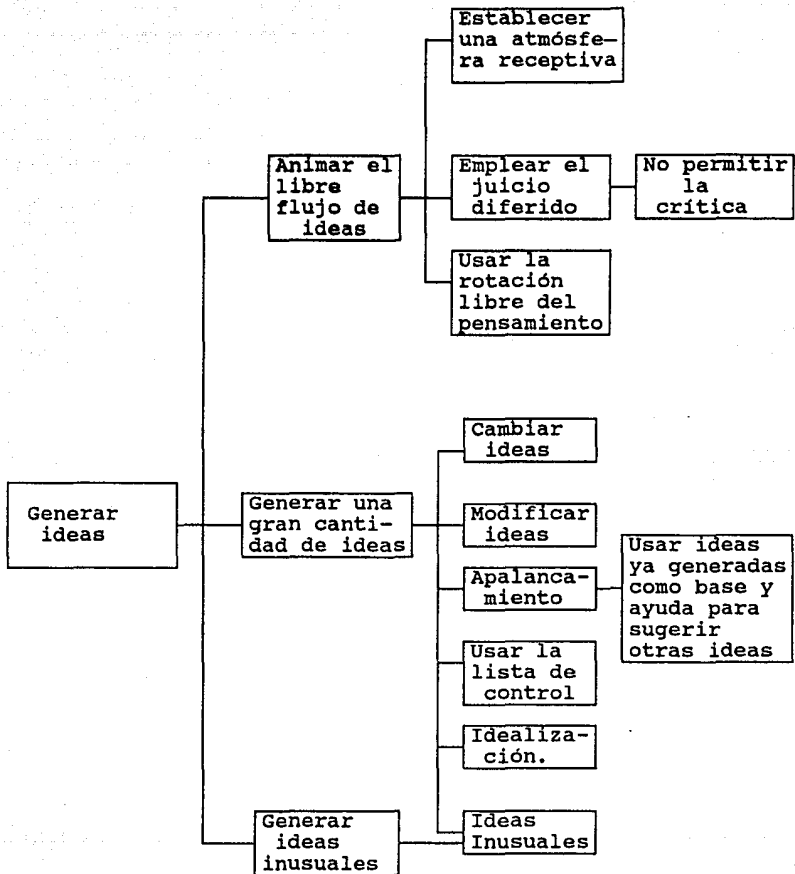 Establecer
una atmósfe-
ra receptiva
Animar el
libre
flujo de
ideas
Emplear el
juicio
diferido
No permitir
la
crítica
Usar la
rotación
libre del
pensamiento
Cambiar
ideas
Generar
ideas
Generar una
gran canti-
dad de ideas
Modificar
ideas
Apalanca-
miento
Usar ideas
ya generadas
como base y
ayuda para
sugerir
otras ideas
Usar la
lista de
control
Idealiza-
ción.
Generar
ideas
inusuales
Ideas
Inusuales